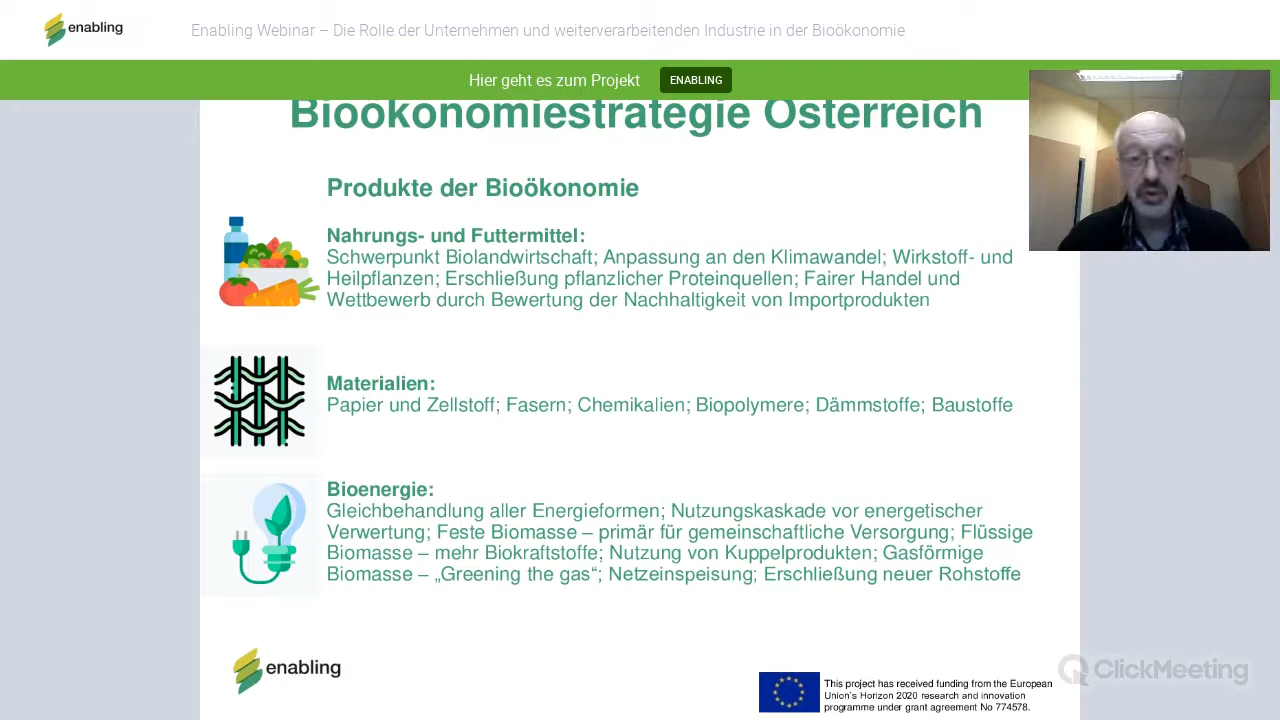 enabling
Enabling Webinar – Die Rolle der Unternehmen und weiterverarbeitenden Industrie in der Bioökonomie
Hier geht es zum Projekt ENABLING
Bioökonomiestrategie Österreich
Produkte der Bioökonomie
Nahrungs- und Futtermittel:
Schwerpunkt Biolandwirtschaft; Anpassung an den Klimawandel; Wirkstoff- und
Heilpflanzen; Erschließung pflanzlicher Proteinquellen; Fairer Handel und
Wettbewerb durch Bewertung der Nachhaltigkeit von Importprodukten
Materialien:
Papier und Zellstoff; Fasern; Chemikalien; Biopolymere; Dämmstoffe; Baustoffe
Bioenergie:
Gleichbehandlung aller Energieformen; Nutzungskaskade vor energetischer
Verwertung; Feste Biomasse – primär für gemeinschaftliche Versorgung; Flüssige
Biomasse – mehr Biokraftstoffe; Nutzung von Kuppelprodukten; Gasförmige
Biomasse – „Greening the gas“; Netzeinspeisung; Erschließung neuer Rohstoffe
enabling
ClickMeeting
This project has received funding from the European
Union's Horizon 2020 research and innovation
programme under grant agreement No 774578.